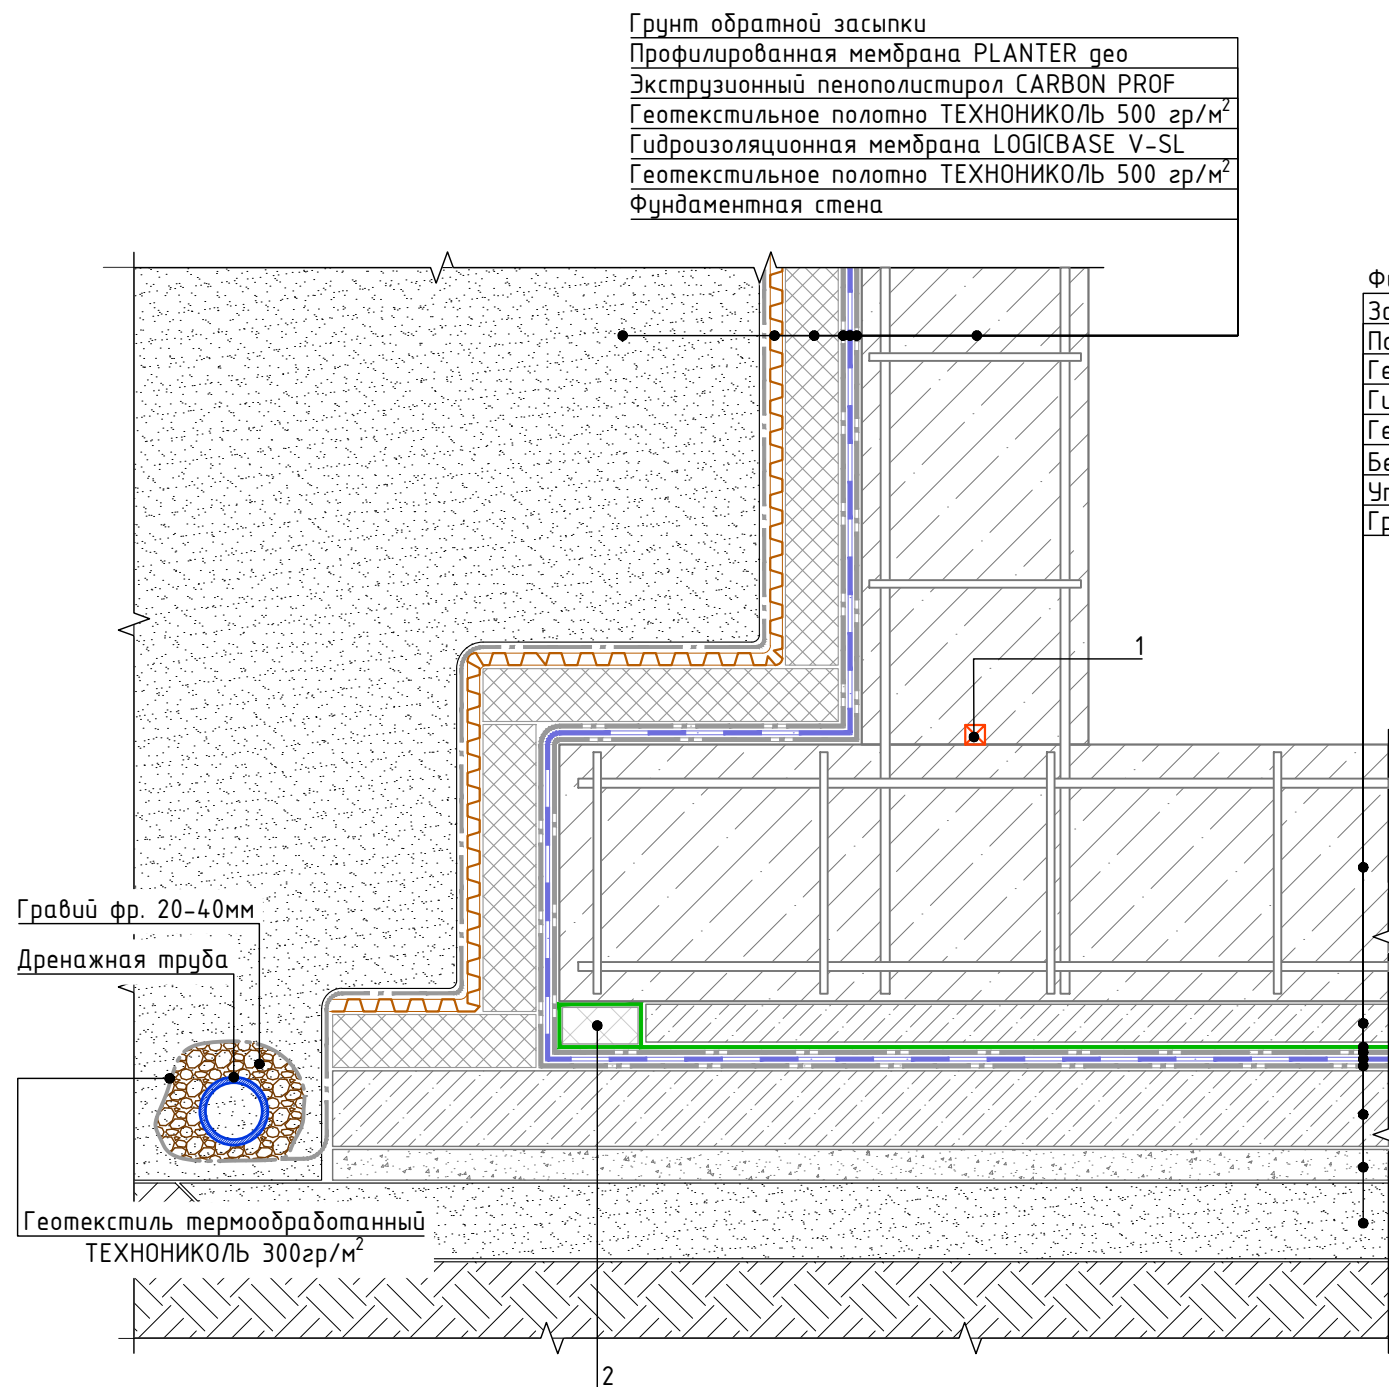 Грунт обратной засыпки
Профилированная мембрана PLANTER geo
Экструзионный пенополистирол CARBON PROF
Геотекстильное полотно ТЕХНОНИКОЛЬ 500 гр/м²
Гидроизоляционная мембрана LOGICBASE V-SL
Геотекстильное полотно ТЕХНОНИКОЛЬ 500 гр/м²
Фундаментная стена
1
Гравий фр. 20-40мм
Дренажная труба
Геотекстиль термообработанный
ТЕХНОНИКОЛЬ 300гр/м²
2